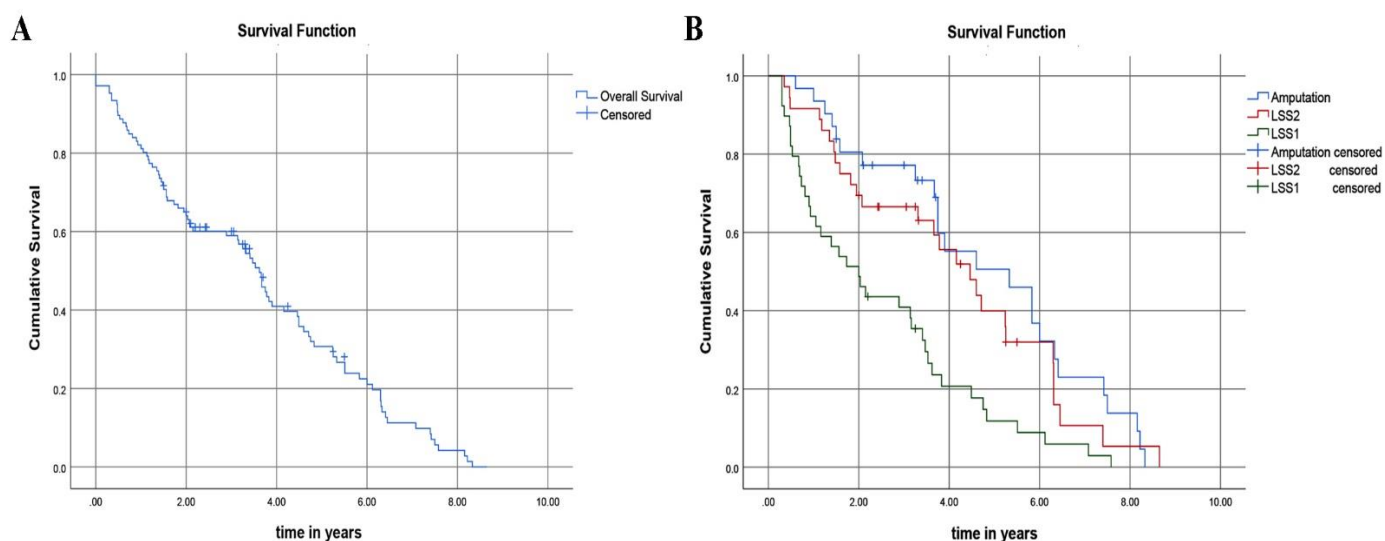 A
Survival Function
Cumulative Survival
1.0
0.8
0.6
0.4
0.2
0.0
.00
2.00
4.00
6.00
8.00
10.00
time in years
Overall Survival
Censored
B
Survival Function
Cumulative Survival
1.0
0.8
0.6
0.4
0.2
0.0
.00
2.00
4.00
6.00
8.00
10.00
time in years
Amputation
LSS2
LSS1
Amputation censored
LSS2 censored
LSS1 censored